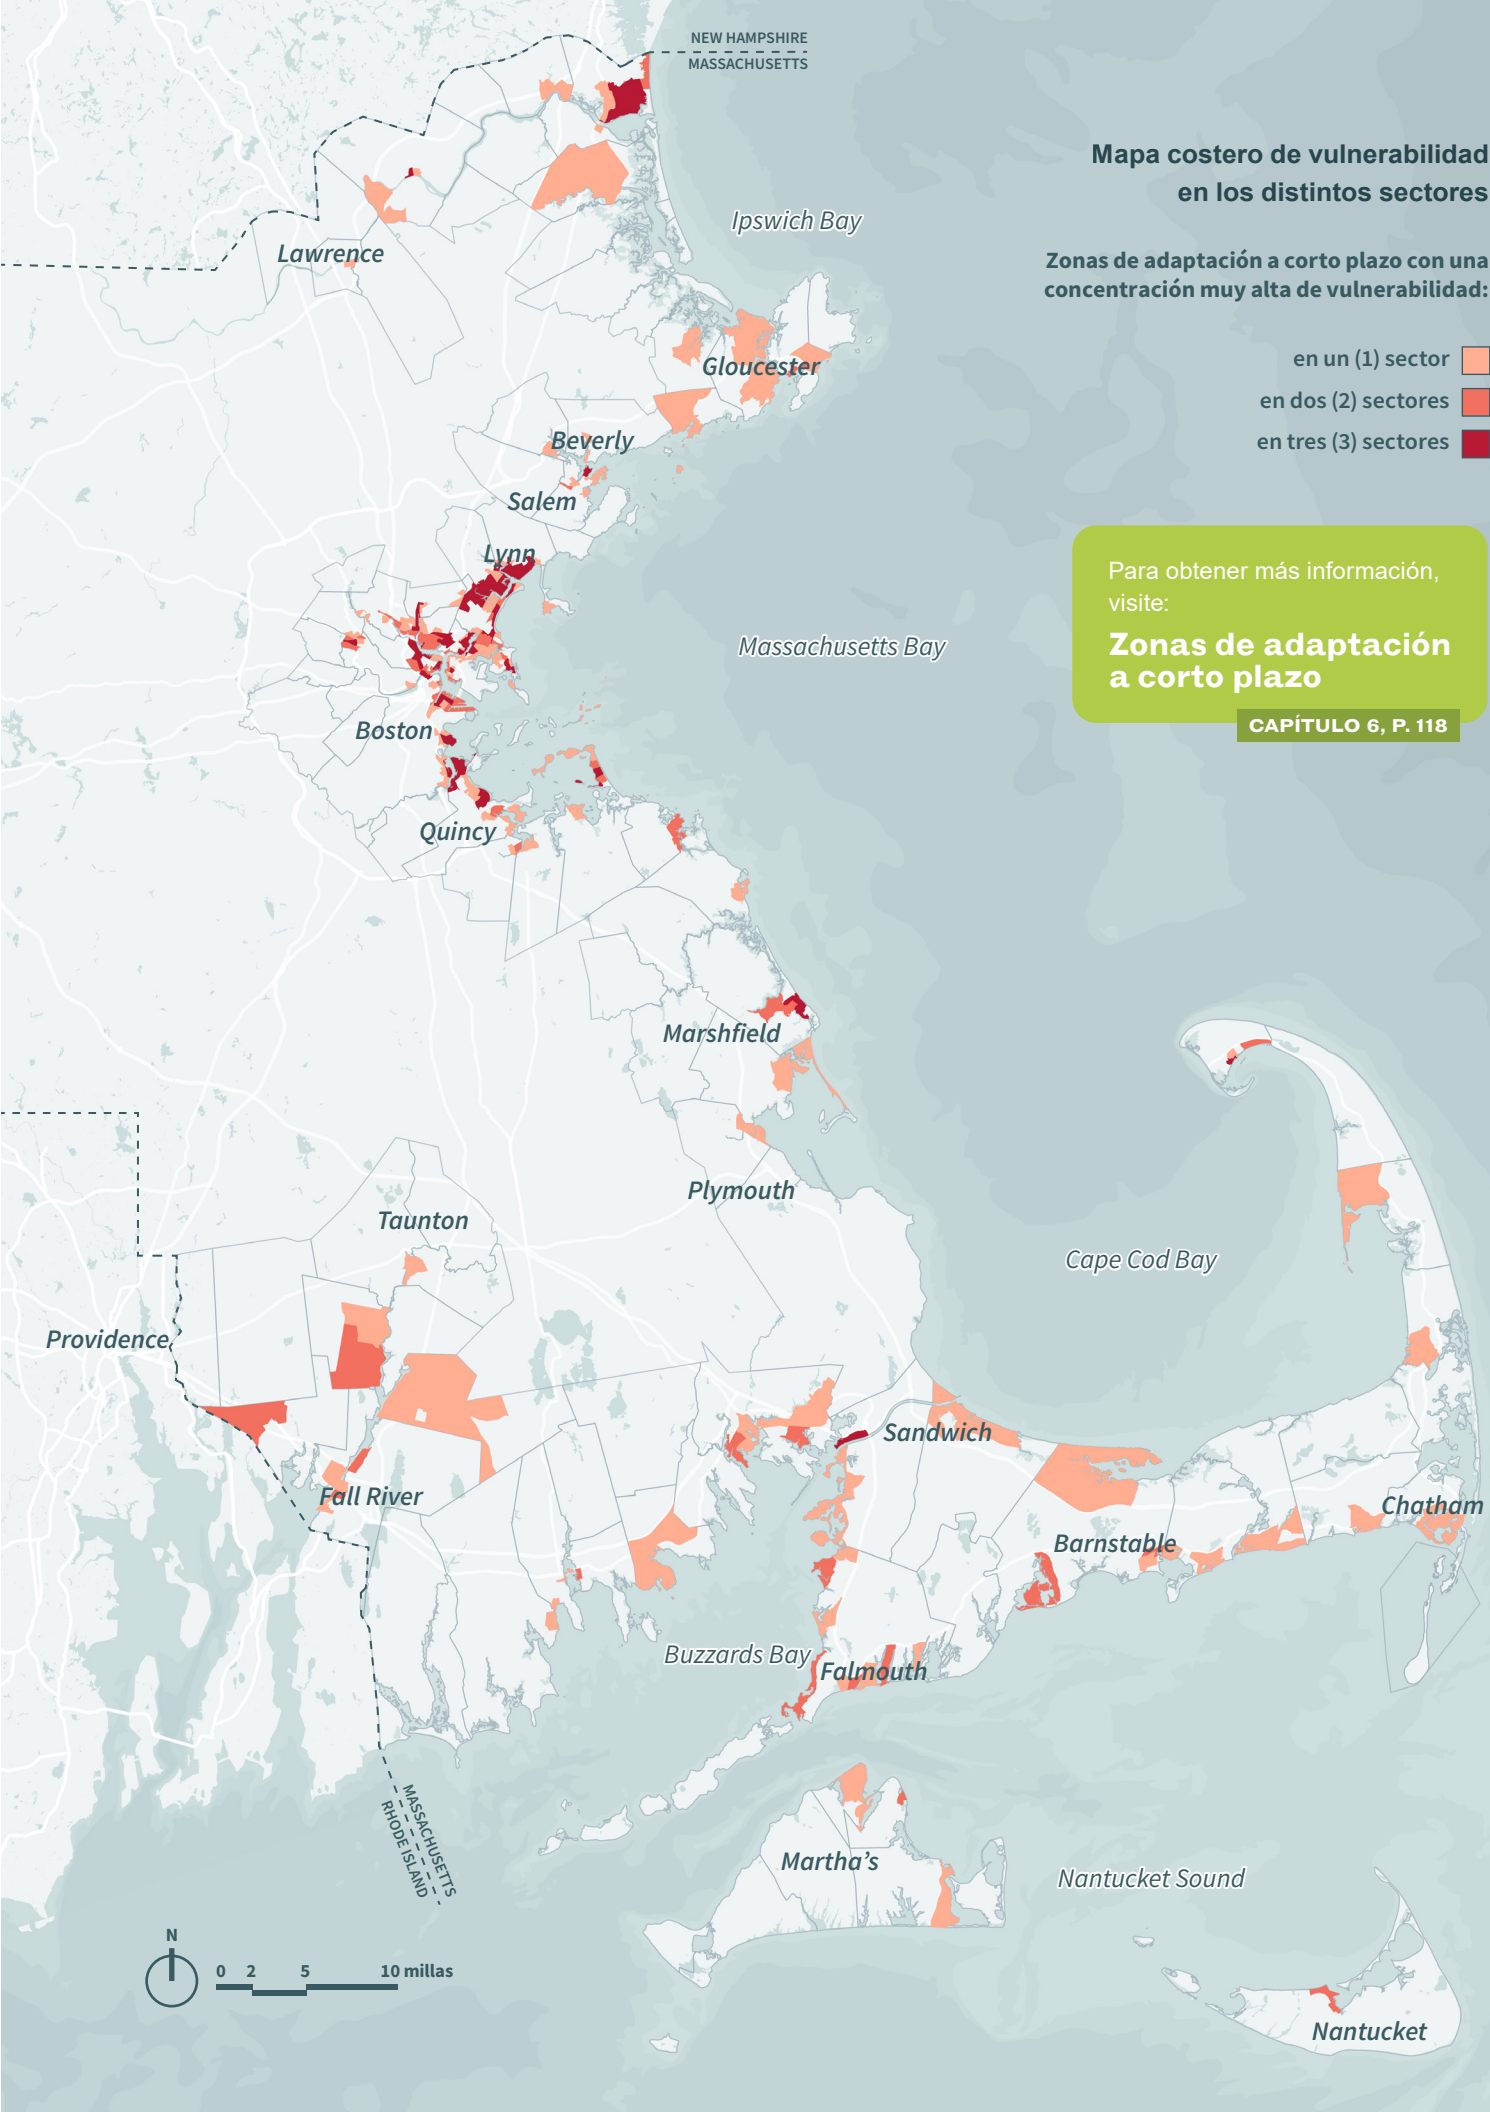 NEW HAMPSHIRE
MASSACHUSETTS
Mapa costero de vulnerabilidad
en los distintos sectores
Ipswich Bay
Lawrence
Zonas de adaptación a corto plazo con una
concentración muy alta de vulnerabilidad:
en un (1) sector
Gloucester
en dos (2) sectores
Beverly
en tres (3) sectores
Salem
Lynn
Para obtener más información,
visite:
Zonas de adaptación
a corto plazo
CAPÍTULO 6, P. 118
Massachusetts Bay
Boston
Quincy
Marshfield
Plymouth
Taunton
Cape Cod Bay
Providence
Sandwich
Fall River
Chatham
Barnstable
Buzzards Bay
Falmouth
MASSACHUSETTS
RHODE ISLAND
Martha's
Nantucket Sound
N
0 2 5 10 millas
Nantucket